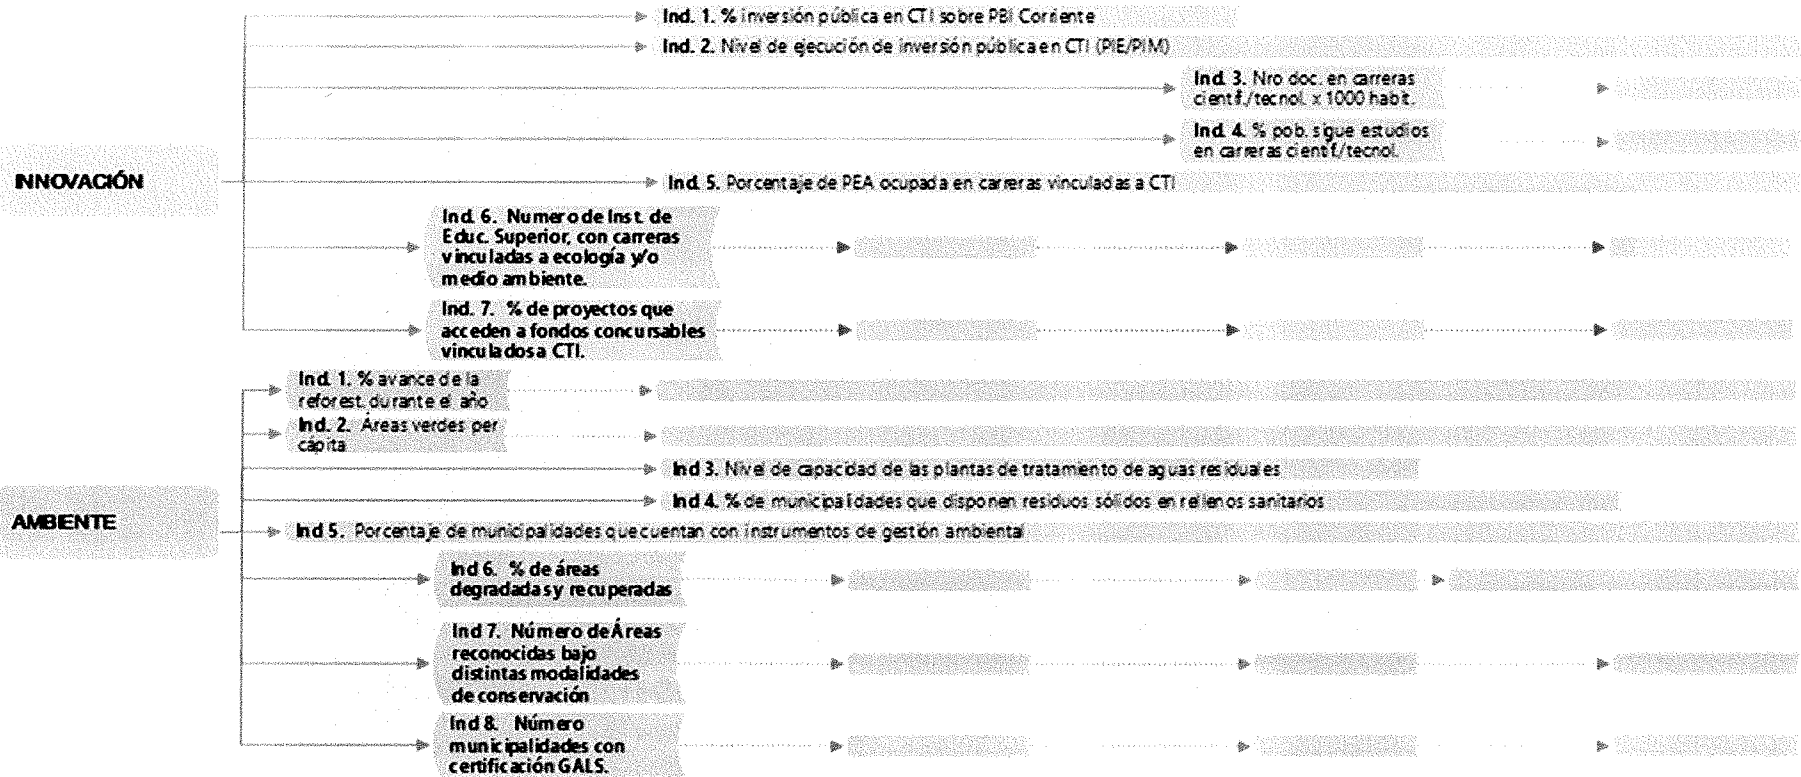 Ind. 1. % inversión pública en CTI sobre PBI Corriente
Ind. 2. Nivel de ejecución de inversión pública en CTI (PIE/PIM)
Ind. 3. Nro doc. en carreras
cientif./tecnol. x 1000 habit.
Ind. 4. % pob. sigue estudios
en carreras cientif./tecnol.
INNOVACIÓN
Ind. 5. Porcentaje de PEA ocupada en carreras vinculadas a CTI
Ind. 6. Numero de Inst. de
Educ. Superior, con carreras
vinculadas a ecología y/o
medio ambiente.
Ind. 7. % de proyectos que
acceden a fondos concursables
vinculados a CTI.
Ind. 1. % avance de la
reforest. durante el año
Ind. 2. Áreas verdes per
cápita
Ind 3. Nivel de capacidad de las plantas de tratamiento de aguas residuales
Ind 4. % de municipalidades que disponen residuos sólidos en rellenos sanitarios
AMBIENTE
Ind 5. Porcentaje de municipalidades que cuentan con instrumentos de gestión ambiental
Ind 6. % de áreas
degradadas y recuperadas
Ind 7. Número de Áreas
reconocidas bajo
distintas modalidades
de conservación
Ind 8. Número
municipalidades con
certificación GALS.